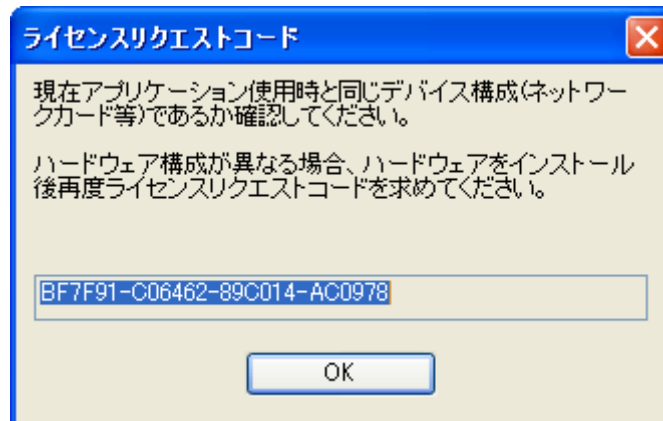 ライセンスリクエストコード
現在アプリケーション使用時と同じデバイス構成(ネットワー
クカード等)であるか確認してください。
ハードウェア構成が異なる場合、ハードウェアをインストール
後再度ライセンスリクエストコードを求めてください。
BF7F91-C06462-89C014-AC0978
OK